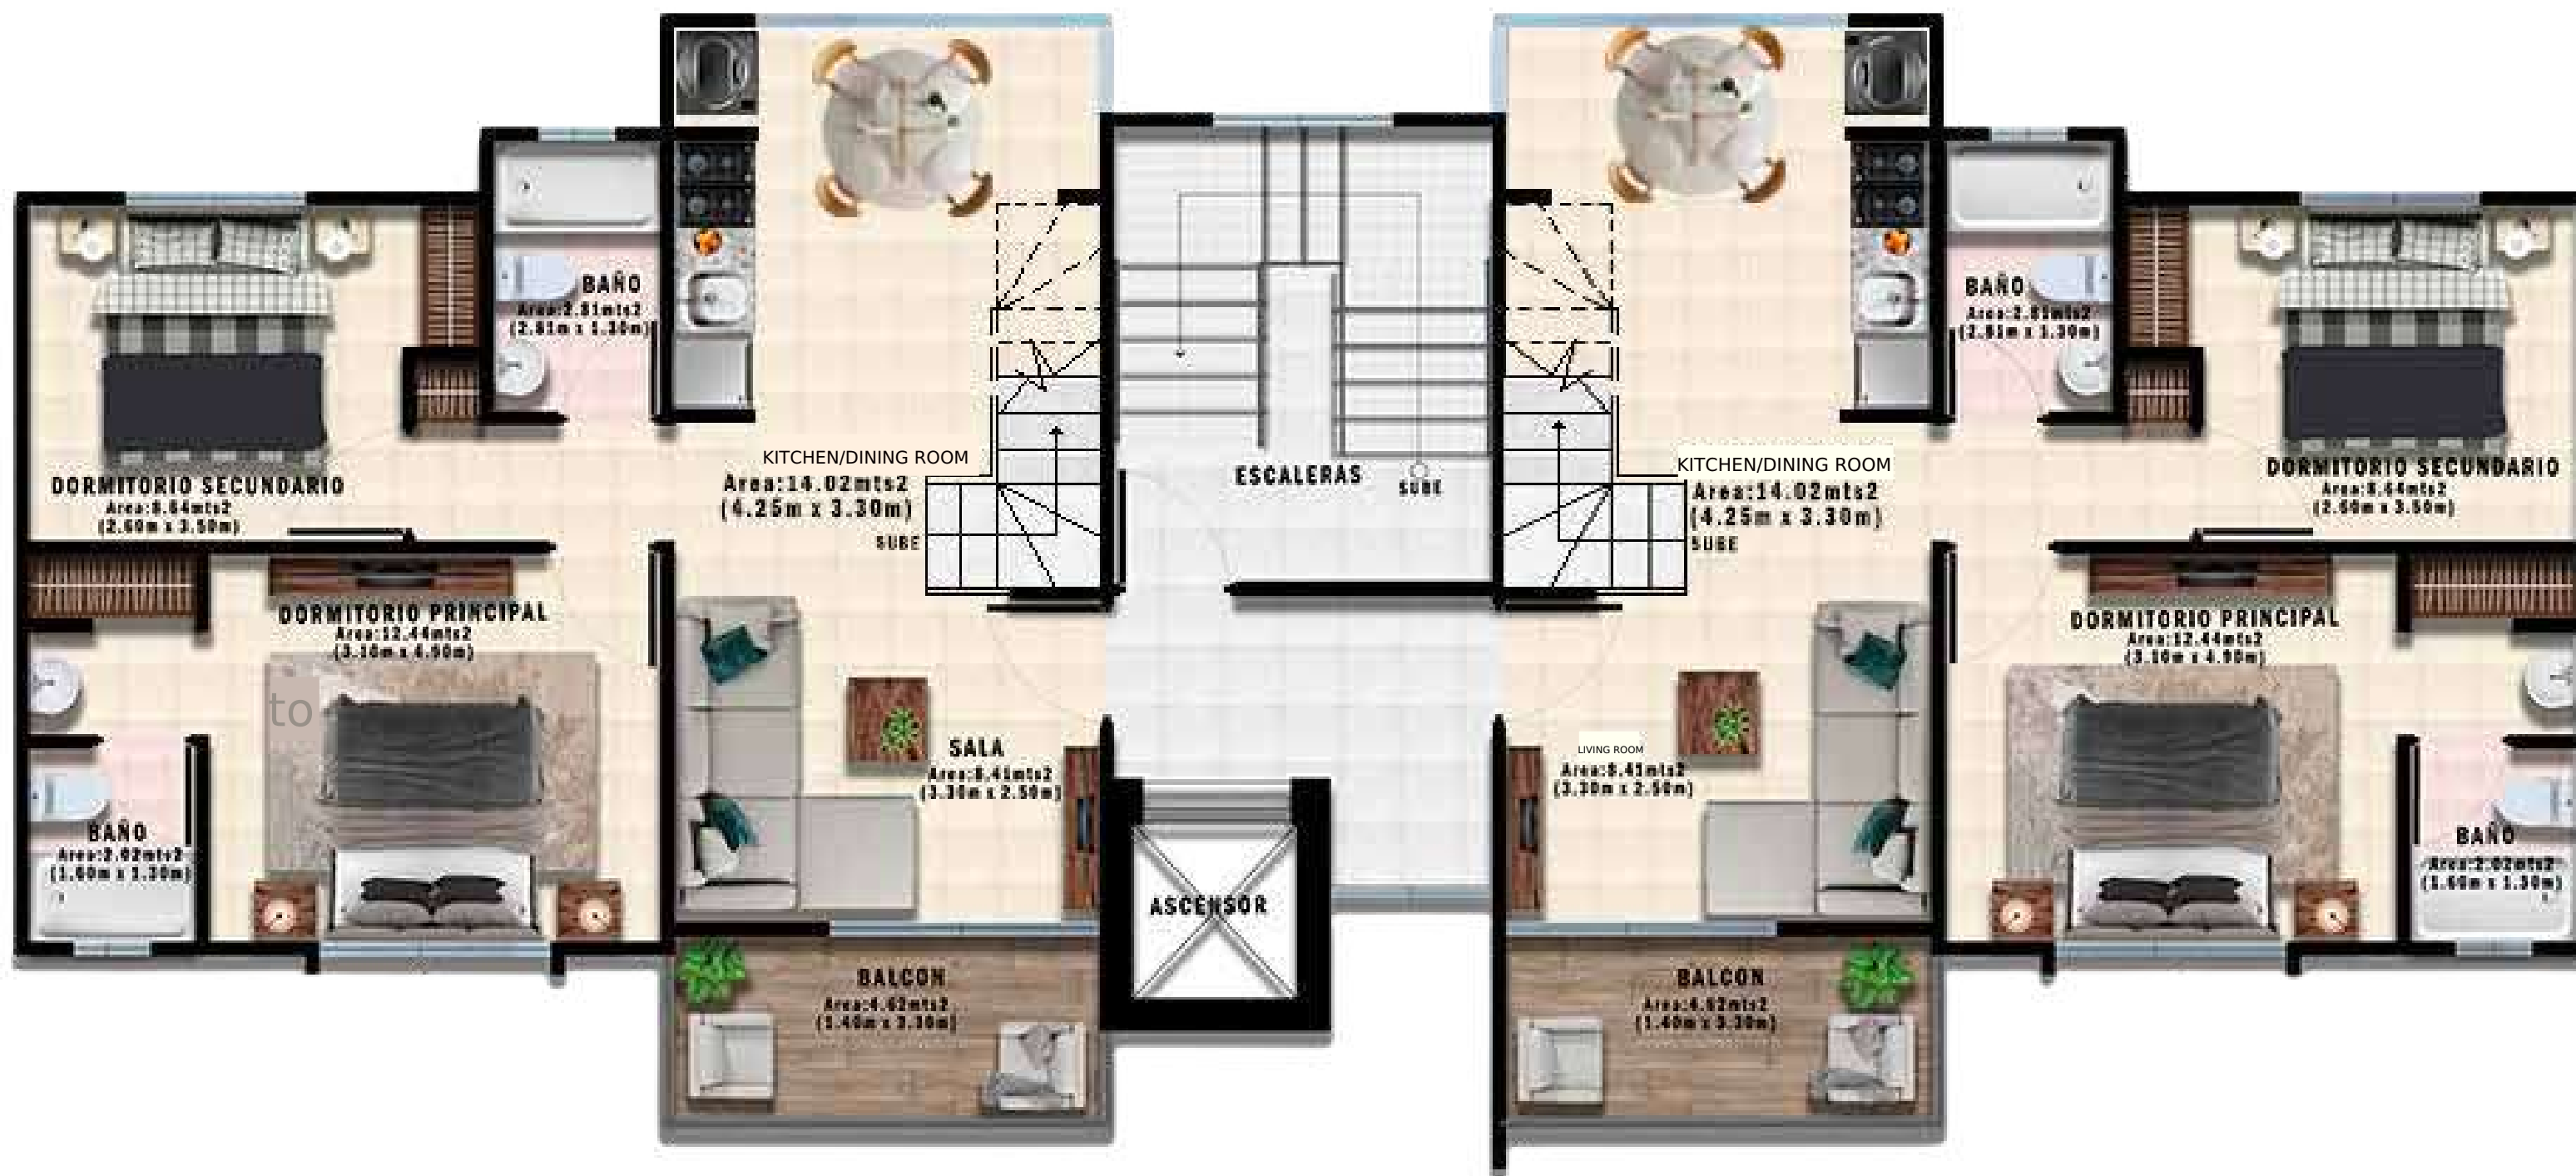 BAÑO
Area:2.81mts2
(2.81m x 1.30m)
BAÑO
Area:2.81mts2
(2.81m x 1.30m)
KITCHEN/DINING ROOM
Area:14.02mts2
(4.25m x 3.30m)
SUBE
ESCALERAS
SUBE
KITCHEN/DINING ROOM
Area:14.02mts2
(4.25m x 3.30m)
SUBE
DORMITORIO SECUNDARIO
Area:8.64mts2
(2.60m x 3.50m)
DORMITORIO SECUNDARIO
Area:8.64mts2
(2.60m x 3.50m)
DORMITORIO PRINCIPAL
Area:12.44mts2
(3.10m x 4.90m)
DORMITORIO PRINCIPAL
Area:12.44mts2
(3.10m x 4.90m)
to
SALA
Area:8.41mts2
(3.30m x 2.50m)
LIVING ROOM
Area:8.41mts2
(3.30m x 2.50m)
BAÑO
Area:2.02mts2
(1.60m x 1.30m)
BAÑO
Area:2.02mts2
(1.60m x 1.30m)
ASCENSOR
BALCON
Area:4.62mts2
(1.40m x 3.30m)
BALCON
Area:4.62mts2
(1.40m x 3.30m)